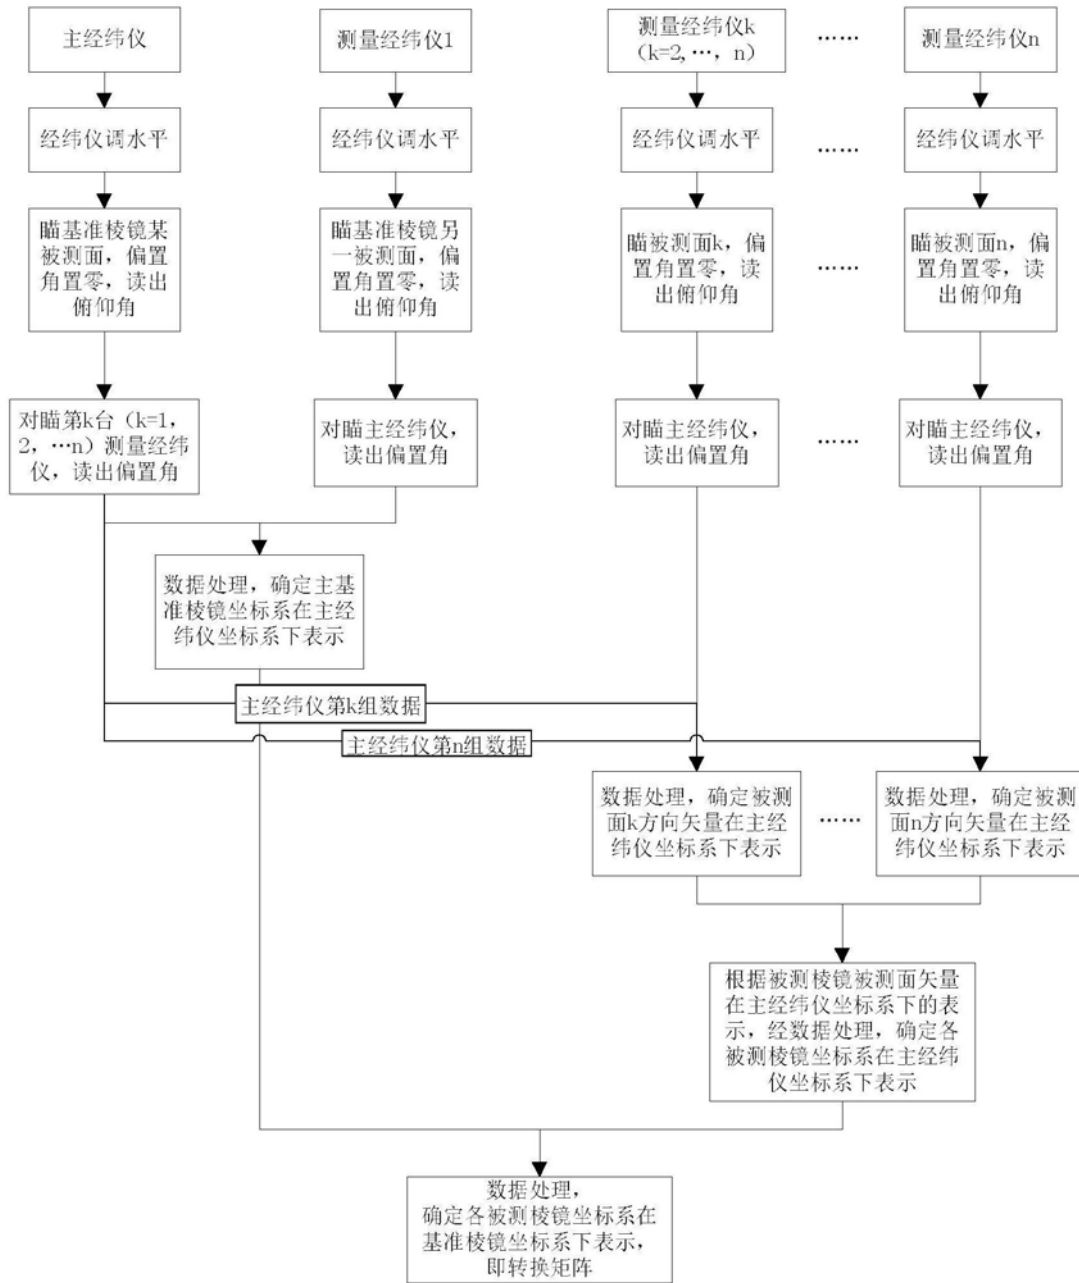 主经纬仪
测量经纬仪1
测量经纬仪k
（k=2,…, n）
……
测量经纬仪n
经纬仪调水平
经纬仪调水平
经纬仪调水平
……
经纬仪调水平
瞄基准棱镜某
被测面，偏置
角置零，读出
俯仰角
瞄基准棱镜另
一被测面，偏
置角置零，读
出俯仰角
瞄被测面k，偏
置角置零，读
出俯仰角
……
瞄被测面n，偏
置角置零，读
出俯仰角
对瞄第k台（k=1，
2，…n）测量经纬
仪，读出偏置角
对瞄主经纬仪，
读出偏置角
对瞄主经纬仪，
读出偏置角
……
对瞄主经纬仪，
读出偏置角
数据处理，确定主基
准棱镜坐标系在主经
纬仪坐标系下表示
主经纬仪第k组数据
主经纬仪第n组数据
数据处理，确定被测
面k方向矢量在主经
纬仪坐标系下表示
……
数据处理，确定被测
面n方向矢量在主经
纬仪坐标系下表示
根据被测棱镜被测面矢量
在主经纬仪坐标系下的表
示，经数据处理，确定各
被测棱镜坐标系在主经纬
仪坐标系下表示
数据处理，
确定各被测棱镜坐标系在
基准棱镜坐标系下表示，
即转换矩阵